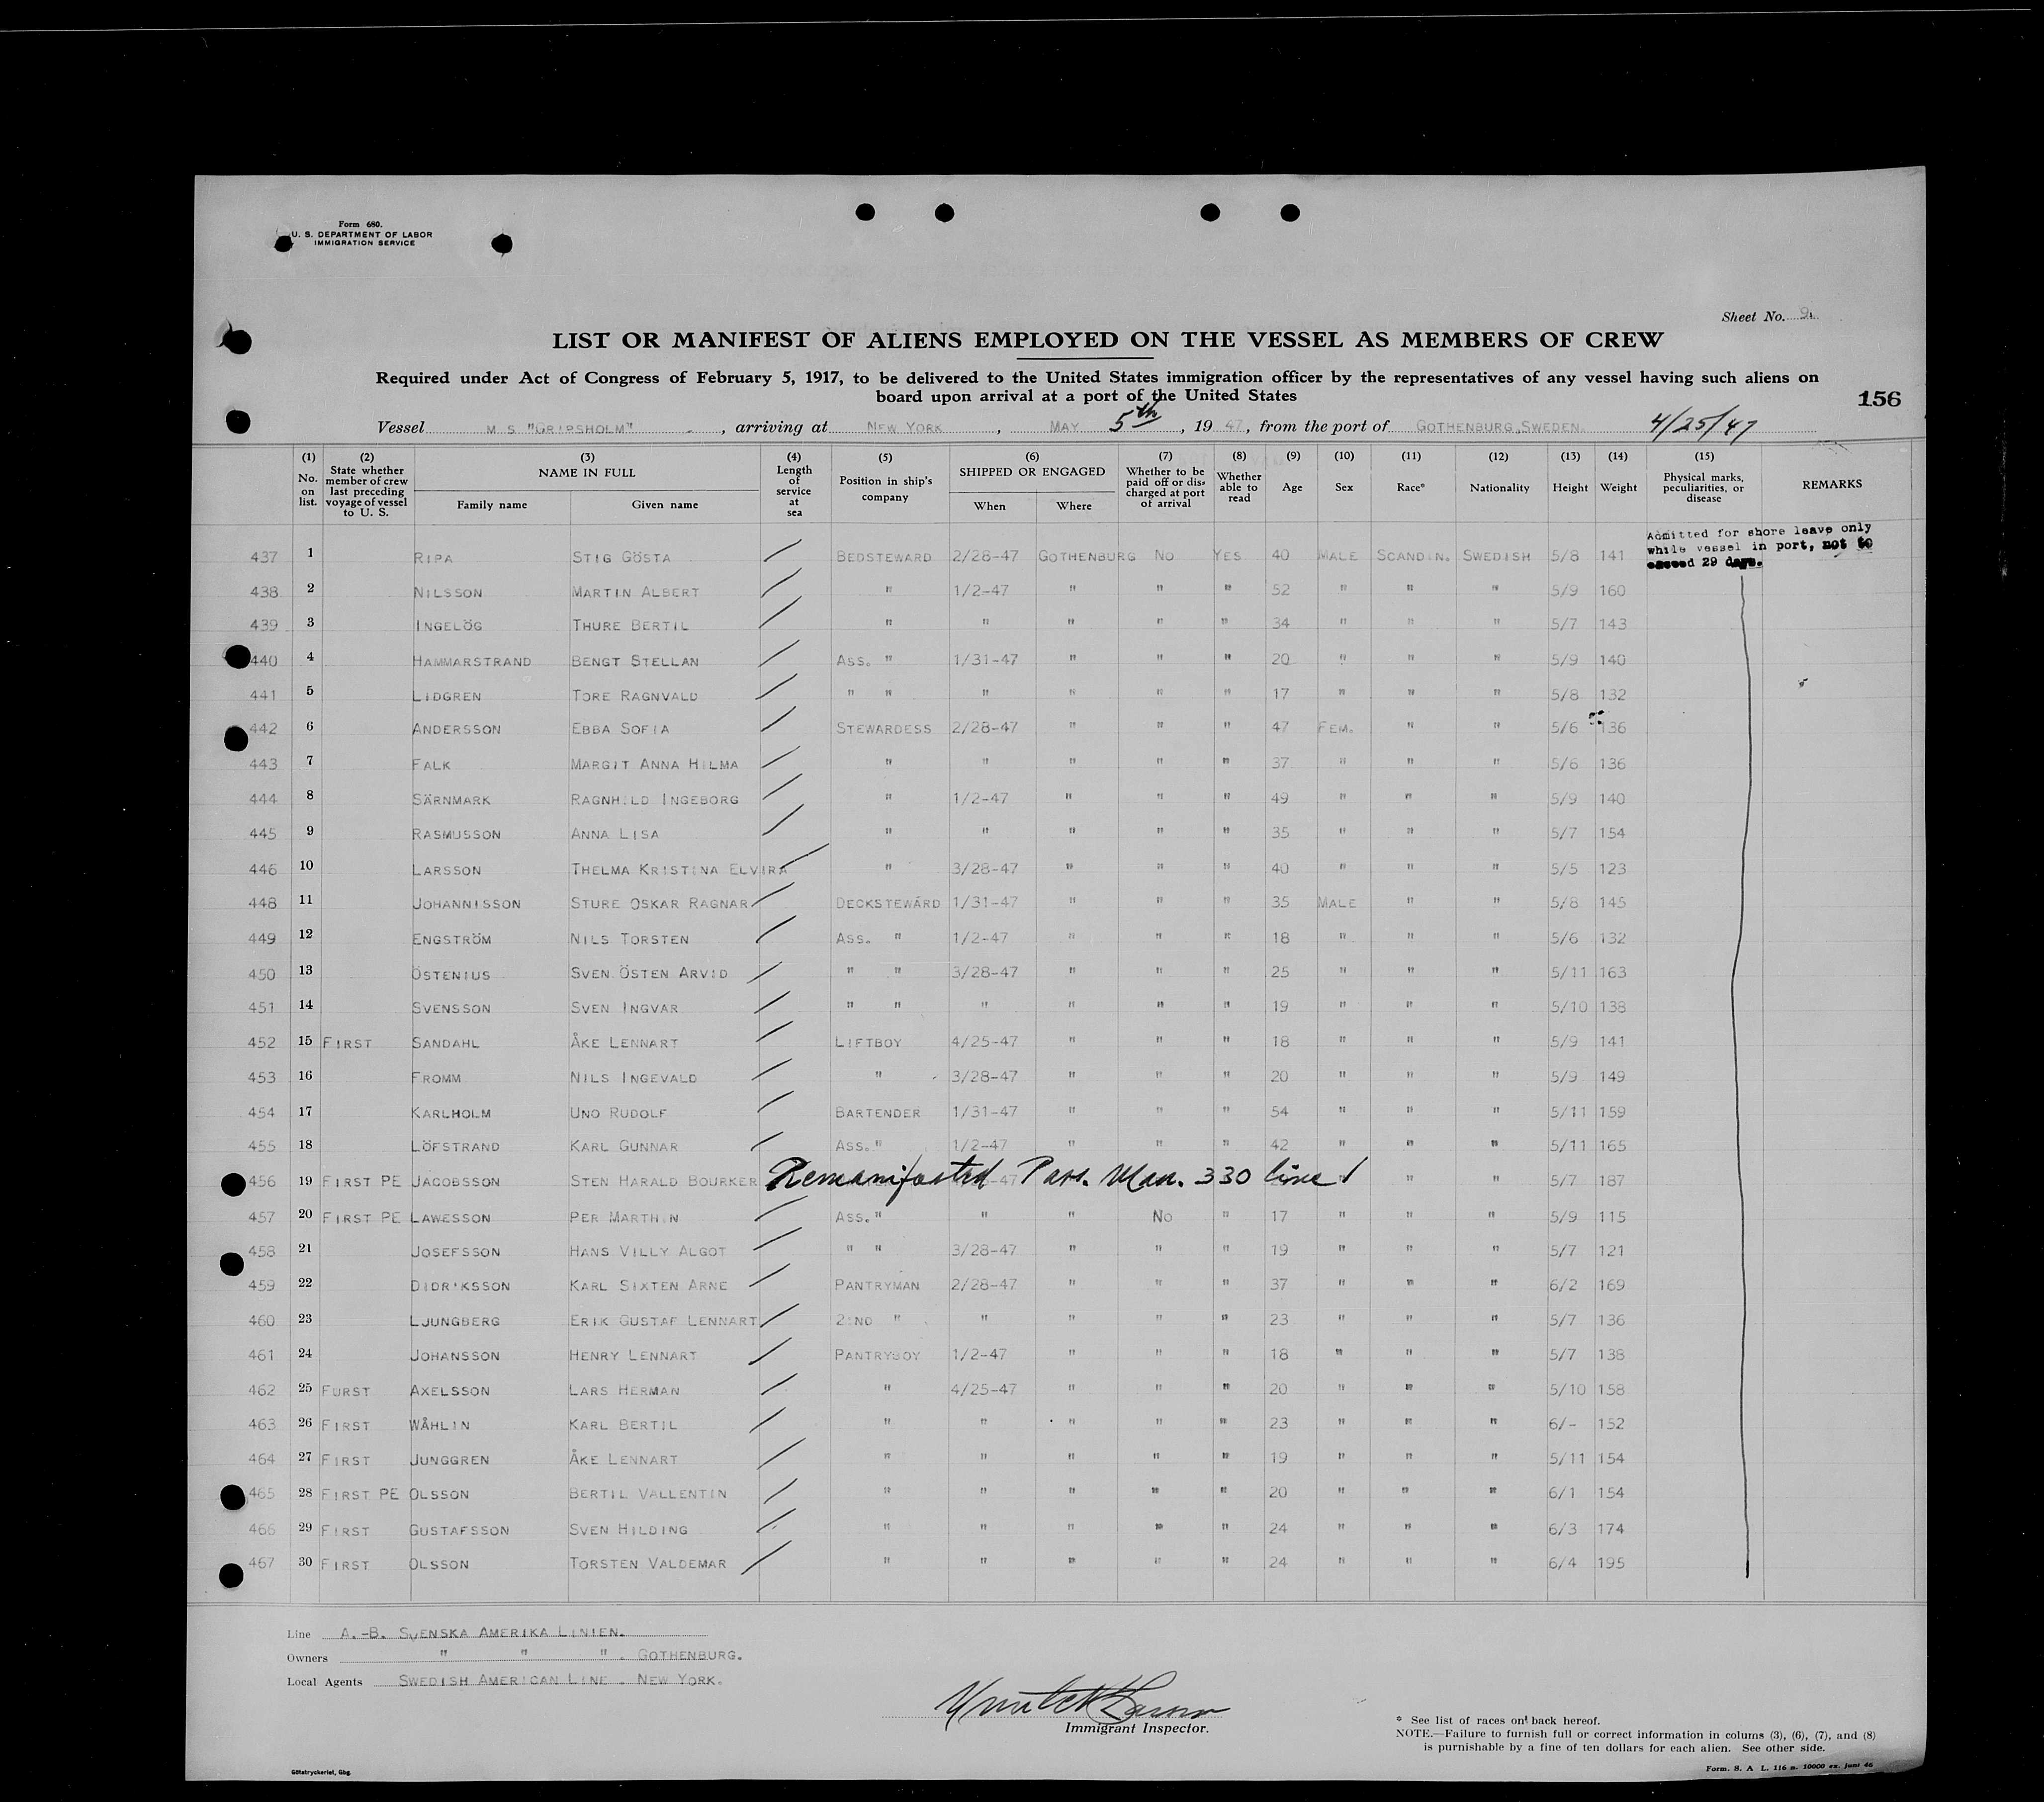 Form 680.
U. S. DEPARTMENT OF LABOR
IMMIGRATION SERVICE
Sheet No. 9.
LIST OR MANIFEST OF ALIENS EMPLOYED ON THE VESSEL AS MEMBERS OF CREW
Required under Act of Congress of February 5, 1917, to be delivered to the United States immigration officer by the representatives of any vessel having such aliens on
board upon arrival at a port of the United States
156
Vessel M.S. "GRIPSHOLM", arriving at NEW YORK, MAY 5th, 1947, from the port of GOTHENBURG, SWEDEN. 4/25/47
(1) No. on list. (2) State whether member of crew last preceding voyage of vessel to U. S. (3) NAME IN FULL Family name Given name (4) Length of service at sea (5) Position in ship's company (6) SHIPPED OR ENGAGED When Where (7) Whether to be paid off or discharged at port of arrival (8) Whether able to read (9) Age (10) Sex (11) Race* (12) Nationality (13) Height (14) Weight (15) Physical marks, peculiarities, or disease REMARKS
Admitted for shore leave only
while vessel in port, not to
exceed 29 days.
437 1 RIPA STIG GÖSTA BEDSTEWARD 2/28-47 GOTHENBURG NO YES 40 MALE SCANDIN. SWEDISH 5/8 141
438 2 NILSSON MARTIN ALBERT " 1/2-47 " " " 52 " " " 5/9 160
439 3 INGELÖG THURE BERTIL " " " " " 34 " " " 5/7 143
440 4 HAMMARSTRAND BENGT STELLAN ASS. " 1/31-47 " " " 20 " " " 5/9 140
441 5 LIDGREN TORE RAGNVALD " " " " " " 17 " " " 5/8 132
442 6 ANDERSSON EBBA SOFIA STEWARDESS 2/28-47 " " " 47 FEM. " " 5/6 136
443 7 FALK MARGIT ANNA HILMA " " " " " 37 " " " 5/6 136
444 8 SÄRNMARK RAGNHILD INGEBORG " 1/2-47 " " " 49 " " " 5/9 140
445 9 RASMUSSON ANNA LISA " " " " " 35 " " " 5/7 154
446 10 LARSSON THELMA KRISTINA ELVIRA " 3/28-47 " " " 40 " " " 5/5 123
448 11 JOHANNISSON STURE OSKAR RAGNAR DECKSTEWARD 1/31-47 " " " 35 MALE " " 5/8 145
449 12 ENGSTRÖM NILS TORSTEN ASS. " 1/2-47 " " " 18 " " " 5/6 132
450 13 ÖSTENIUS SVEN ÖSTEN ARVID " " 3/28-47 " " " 25 " " " 5/11 163
451 14 SVENSSON SVEN INGVAR " " " " " " 19 " " " 5/10 138
452 15 FIRST SANDAHL ÅKE LENNART LIFTBOY 4/25-47 " " " 18 " " " 5/9 141
453 16 FROMM NILS INGEVALD " 3/28-47 " " " 20 " " " 5/9 149
454 17 KARLHOLM UNO RUDOLF BARTENDER 1/31-47 " " " 54 " " " 5/11 159
455 18 LÖFSTRAND KARL GUNNAR ASS." 1/2-47 " " " 42 " " " 5/11 165
456 19 FIRST PE JACOBSSON STEN HARALD BOURKER Remanifested Pass. Man. 330 line 1 " " 5/7 187
457 20 FIRST PE LAWESSON PER MARTHIN ASS." " " NO " 17 " " " 5/9 115
458 21 JOSEFSSON HANS VILLY ALGOT " " 3/28-47 " " " 19 " " " 5/7 121
459 22 DIDRIKSSON KARL SIXTEN ARNE PANTRYMAN 2/28-47 " " " 37 " " " 6/2 169
460 23 LJUNGBERG ERIK GUSTAF LENNART 2:ND " " " " " 23 " " " 5/7 136
461 24 JOHANSSON HENRY LENNART PANTRYBOY 1/2-47 " " " 18 " " " 5/7 138
462 25 FURST AXELSSON LARS HERMAN " 4/25-47 " " " 20 " " " 5/10 158
463 26 FIRST WÅHLIN KARL BERTIL " " " " " 23 " " " 6/- 152
464 27 FIRST JUNGGREN ÅKE LENNART " " " " " 19 " " " 5/11 154
465 28 FIRST PE OLSSON BERTIL VALLENTIN " " " " " 20 " " " 6/1 154
466 29 FIRST GUSTAFSSON SVEN HILDING " " " " " 24 " " " 6/3 174
467 30 FIRST OLSSON TORSTEN VALDEMAR " " " " " 24 " " " 6/4 195
Line A.-B. SVENSKA AMERIKA LINIEN.
Owners " " ". GOTHENBURG.
Local Agents SWEDISH AMERICAN LINE. NEW YORK.
Immigrant Inspector.
* See list of races on back hereof.
NOTE.—Failure to furnish full or correct information in colums (3), (6), (7), and (8)
is purnishable by a fine of ten dollars for each alien. See other side.
Götatryckeriet, Gbg.
Form. S. A. L. 116 n. 10000 ex. Juni 46